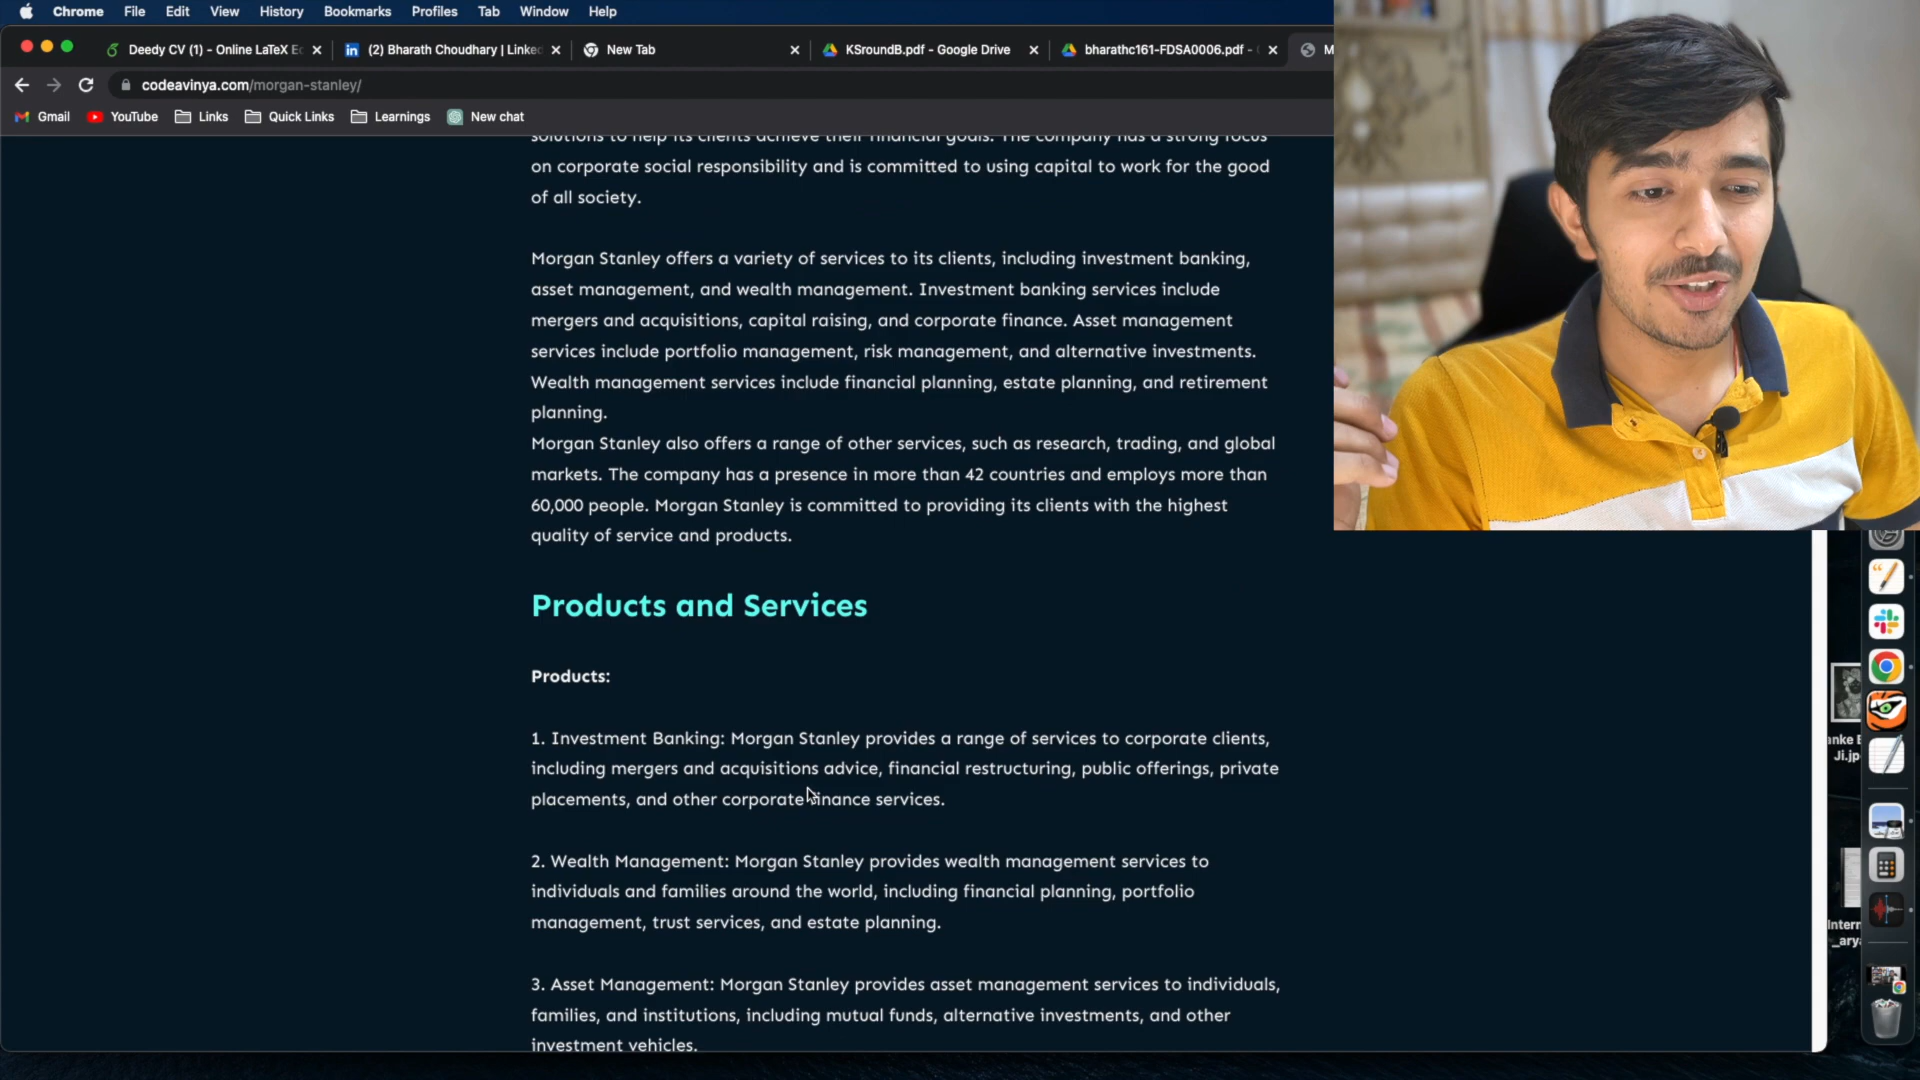 Chrome File Edit View History Bookmarks Profiles Tab Window Help
Deedy CV (1) - Online LaTeX Ec
in (2) Bharath Choudhary | Linke
New Tab
KSroundB.pdf - Google Drive
bharathc161-FDSA0006.pdf -
M
codeavinya.com/morgan-stanley/
Gmail YouTube Links Quick Links Learnings New chat
solutions to help its clients achieve their financial goals. The company has a strong focus
on corporate social responsibility and is committed to using capital to work for the good
of all society.
Morgan Stanley offers a variety of services to its clients, including investment banking,
asset management, and wealth management. Investment banking services include
mergers and acquisitions, capital raising, and corporate finance. Asset management
services include portfolio management, risk management, and alternative investments.
Wealth management services include financial planning, estate planning, and retirement
planning.
Morgan Stanley also offers a range of other services, such as research, trading, and global
markets. The company has a presence in more than 42 countries and employs more than
60,000 people. Morgan Stanley is committed to providing its clients with the highest
quality of service and products.
Products and Services
Products:
1. Investment Banking: Morgan Stanley provides a range of services to corporate clients,
including mergers and acquisitions advice, financial restructuring, public offerings, private
placements, and other corporate finance services.
2. Wealth Management: Morgan Stanley provides wealth management services to
individuals and families around the world, including financial planning, portfolio
management, trust services, and estate planning.
3. Asset Management: Morgan Stanley provides asset management services to individuals,
families, and institutions, including mutual funds, alternative investments, and other
investment vehicles.
anke B
Ji.jp
Intern
_arya